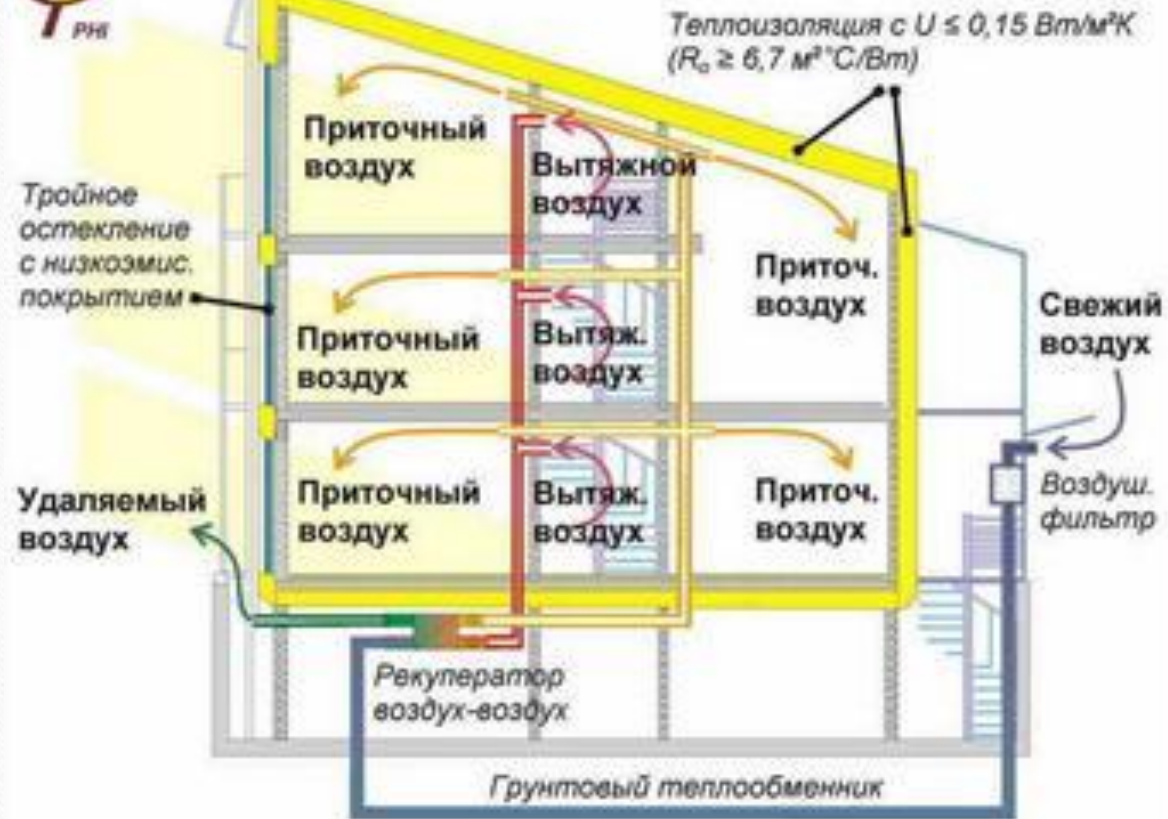 PHI
Теплоизоляция с U ≤ 0,15 Вт/м²К
(Rₒ ≥ 6,7 м²°С/Вт)
Приточный
воздух
Вытяжной
воздух
Тройное
остекление
с низкоэмис.
покрытием
Приточ.
воздух
Свежий
воздух
Приточный
воздух
Вытяж.
воздух
Удаляемый
воздух
Приточный
воздух
Вытяж.
воздух
Приточ.
воздух
Воздуш.
фильтр
Рекуператор
воздух-воздух
Грунтовый теплообменник